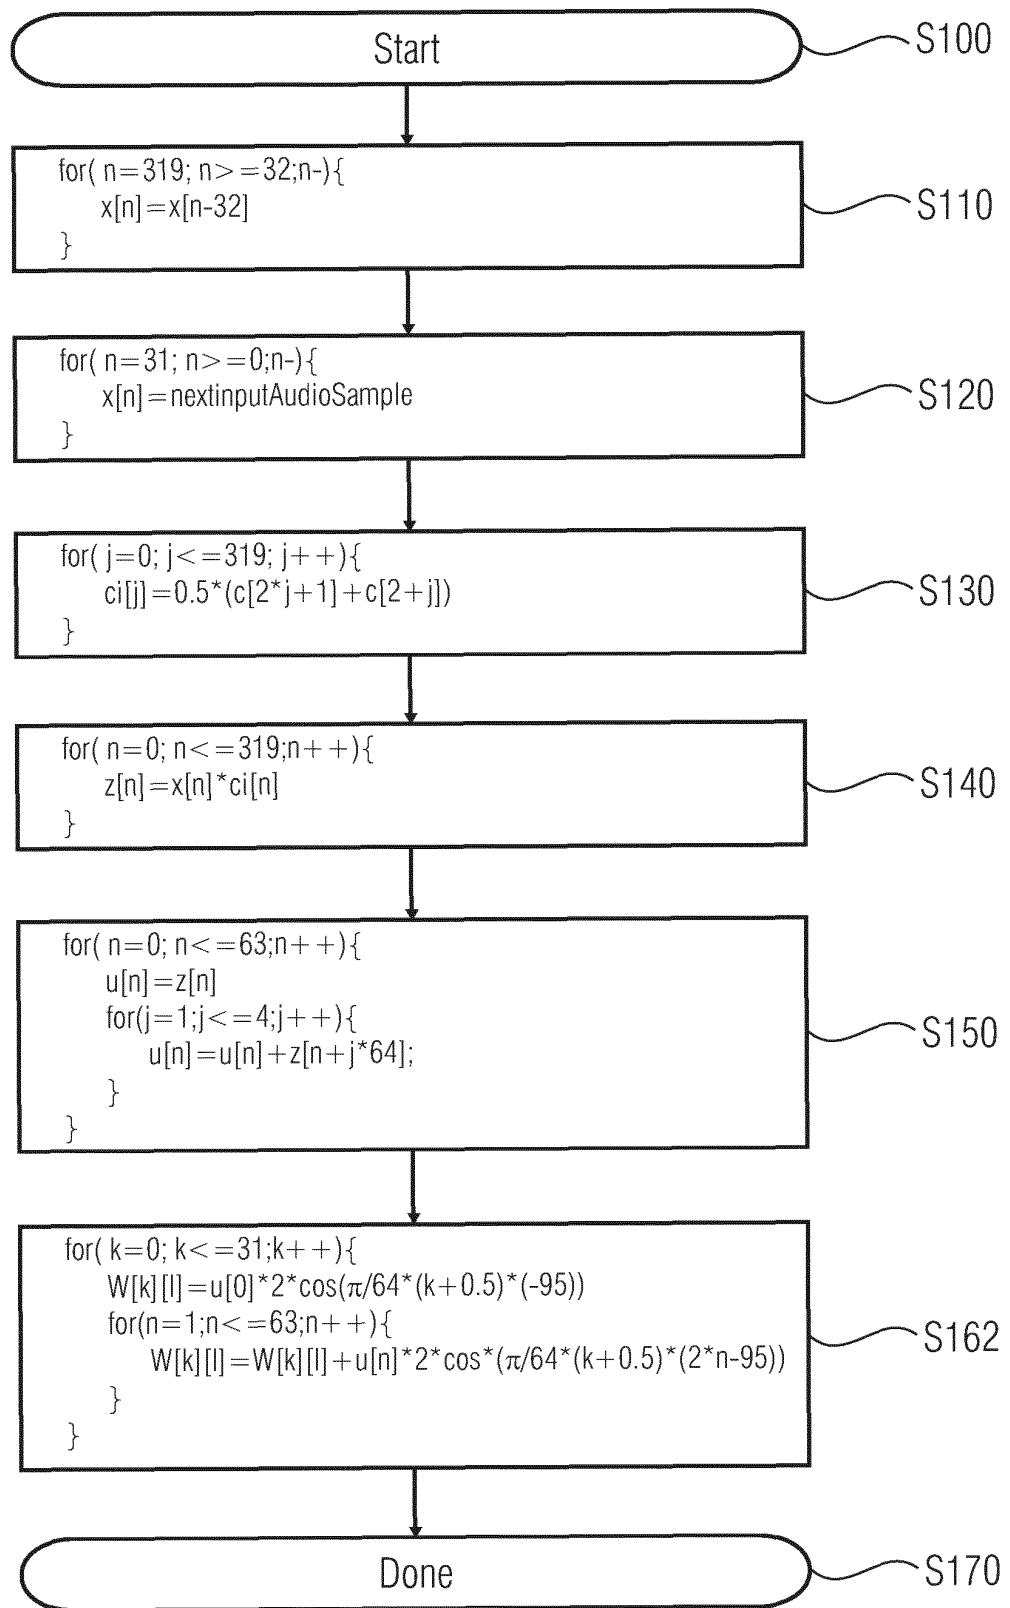 Start
S100
for( n=319; n>=32;n-){
x[n]=x[n-32]
}
S110
for( n=31; n>=0;n-){
x[n]=nextinputAudioSample
}
S120
for( j=0; j<=319; j++){
ci[j]=0.5*(c[2*j+1]+c[2+j])
}
S130
for( n=0; n<=319;n++){
z[n]=x[n]*ci[n]
}
S140
for( n=0; n<=63;n++){
u[n]=z[n]
for(j=1;j<=4;j++){
u[n]=u[n]+z[n+j*64];
}
}
S150
for( k=0; k<=31;k++){
W[k][l]=u[0]*2*cos(π/64*(k+0.5)*(-95))
for(n=1;n<=63;n++){
W[k][l]=W[k][l]+u[n]*2*cos*(π/64*(k+0.5)*(2*n-95))
}
}
S162
Done
S170